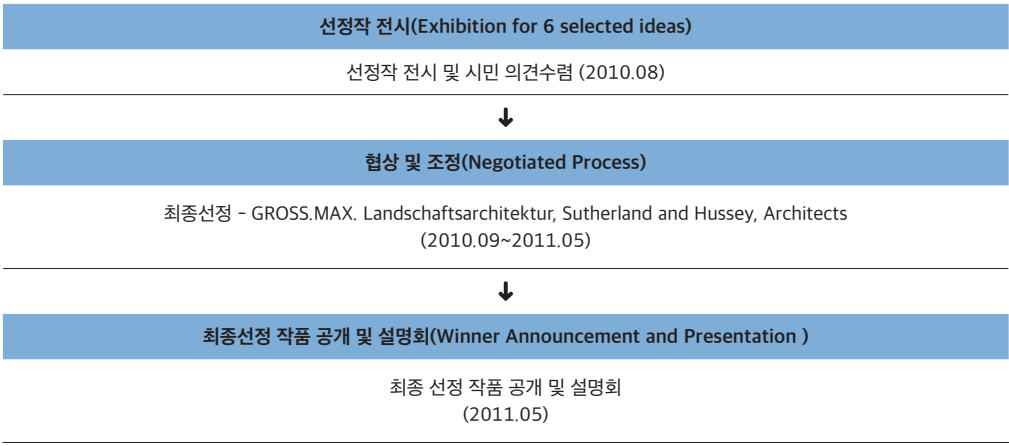 선정작 전시(Exhibition for 6 selected ideas)
선정작 전시 및 시민 의견수렴 (2010.08)
협상 및 조정(Negotiated Process)
최종선정 - GROSS.MAX. Landschaftsarchitektur, Sutherland and Hussey, Architects
(2010.09~2011.05)
최종선정 작품 공개 및 설명회(Winner Announcement and Presentation )
최종 선정 작품 공개 및 설명회
(2011.05)